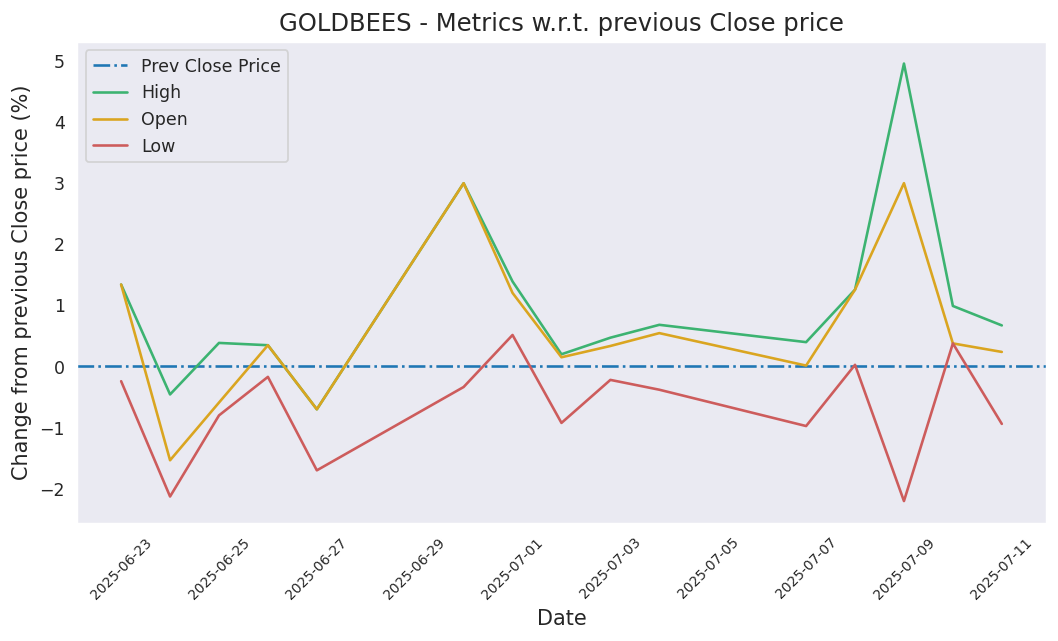 GOLDBEES - Metrics w.r.t. previous Close price
Prev Close Price
High
Open
Low
Change from previous Close price (%)
5
4
3
2
1
0
−1
−2
2025-06-23
2025-06-25
2025-06-27
2025-06-29
2025-07-01
2025-07-03
2025-07-05
2025-07-07
2025-07-09
2025-07-11
Date